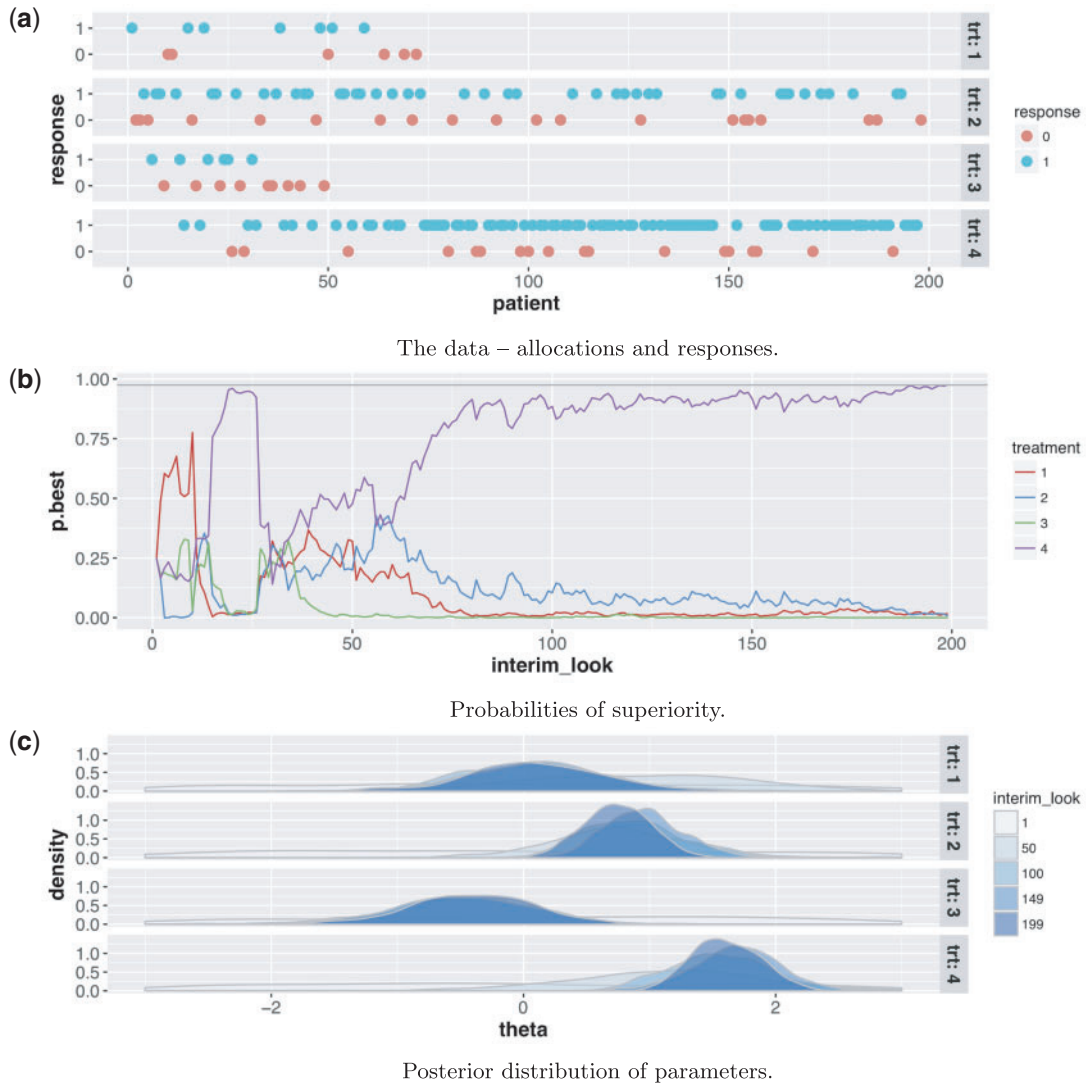 (a)
1
0
trt: 1
1
0
trt: 2
1
0
trt: 3
1
0
trt: 4
response
0
50
100
150
200
patient
response
0
1
The data – allocations and responses.
(b)
1.00
0.75
0.50
0.25
0.00
p.best
0
50
100
150
200
interim_look
treatment
1
2
3
4
Probabilities of superiority.
(c)
1.0
0.5
0.0
trt: 1
1.0
0.5
0.0
trt: 2
1.0
0.5
0.0
trt: 3
1.0
0.5
0.0
trt: 4
density
−2
0
2
theta
interim_look
1
50
100
149
199
Posterior distribution of parameters.